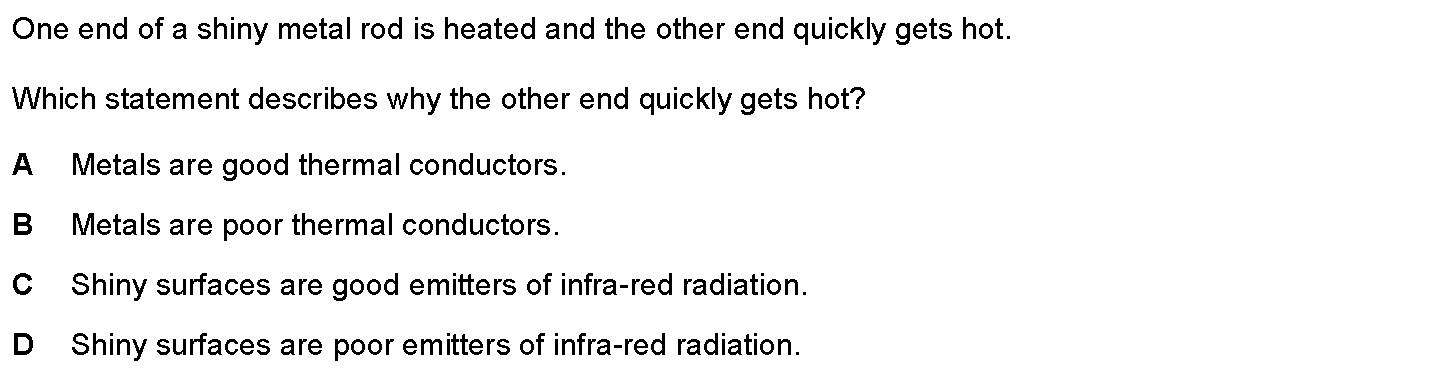 One end of a shiny metal rod is heated and the other end quickly gets hot.
Which statement describes why the other end quickly gets hot?
A Metals are good thermal conductors.
B Metals are poor thermal conductors.
C Shiny surfaces are good emitters of infra-red radiation.
D Shiny surfaces are poor emitters of infra-red radiation.